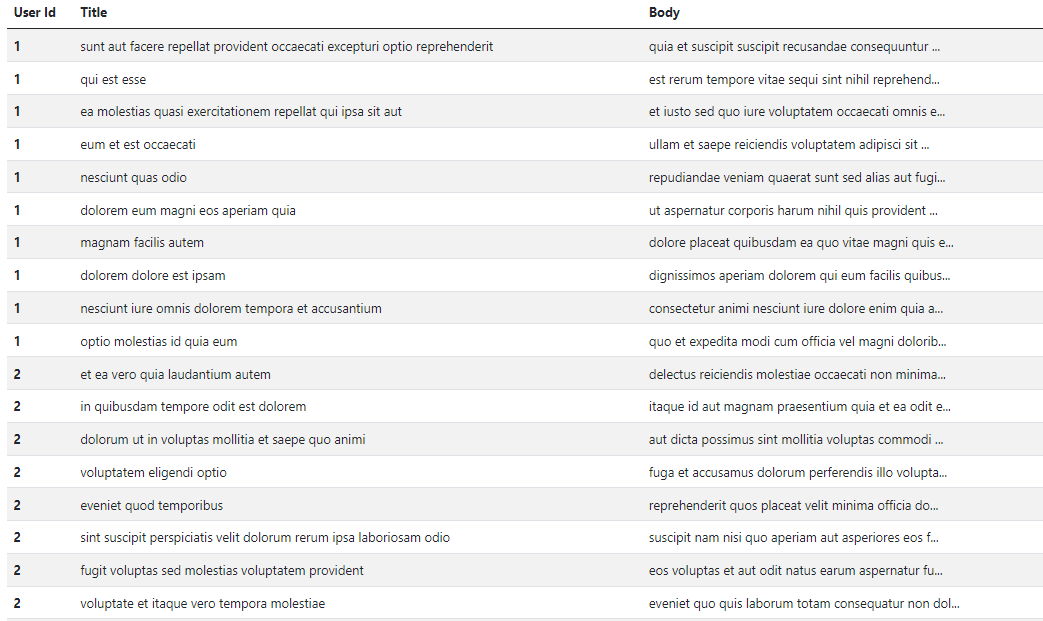 User Id Title Body
1 sunt aut facere repellat provident occaecati excepturi optio reprehenderit quia et suscipit suscipit recusandae consequuntur ...
1 qui est esse est rerum tempore vitae sequi sint nihil reprehend...
1 ea molestias quasi exercitationem repellat qui ipsa sit aut et iusto sed quo iure voluptatem occaecati omnis e...
1 eum et est occaecati ullam et saepe reiciendis voluptatem adipisci sit ...
1 nesciunt quas odio repudiandae veniam quaerat sunt sed alias aut fugi...
1 dolorem eum magni eos aperiam quia ut aspernatur corporis harum nihil quis provident ...
1 magnam facilis autem dolore placeat quibusdam ea quo vitae magni quis e...
1 dolorem dolore est ipsam dignissimos aperiam dolorem qui eum facilis quibus...
1 nesciunt iure omnis dolorem tempora et accusantium consectetur animi nesciunt iure dolore enim quia a...
1 optio molestias id quia eum quo et expedita modi cum officia vel magni dolorib...
2 et ea vero quia laudantium autem delectus reiciendis molestiae occaecati non minima...
2 in quibusdam tempore odit est dolorem itaque id aut magnam praesentium quia et ea odit e...
2 dolorum ut in voluptas mollitia et saepe quo animi aut dicta possimus sint mollitia voluptas commodi ...
2 voluptatem eligendi optio fuga et accusamus dolorum perferendis illo volupta...
2 eveniet quod temporibus reprehenderit quos placeat velit minima officia do...
2 sint suscipit perspiciatis velit dolorum rerum ipsa laboriosam odio suscipit nam nisi quo aperiam aut asperiores eos f...
2 fugit voluptas sed molestias voluptatem provident eos voluptas et aut odit natus earum aspernatur fu...
2 voluptate et itaque vero tempora molestiae eveniet quo quis laborum totam consequatur non dol...